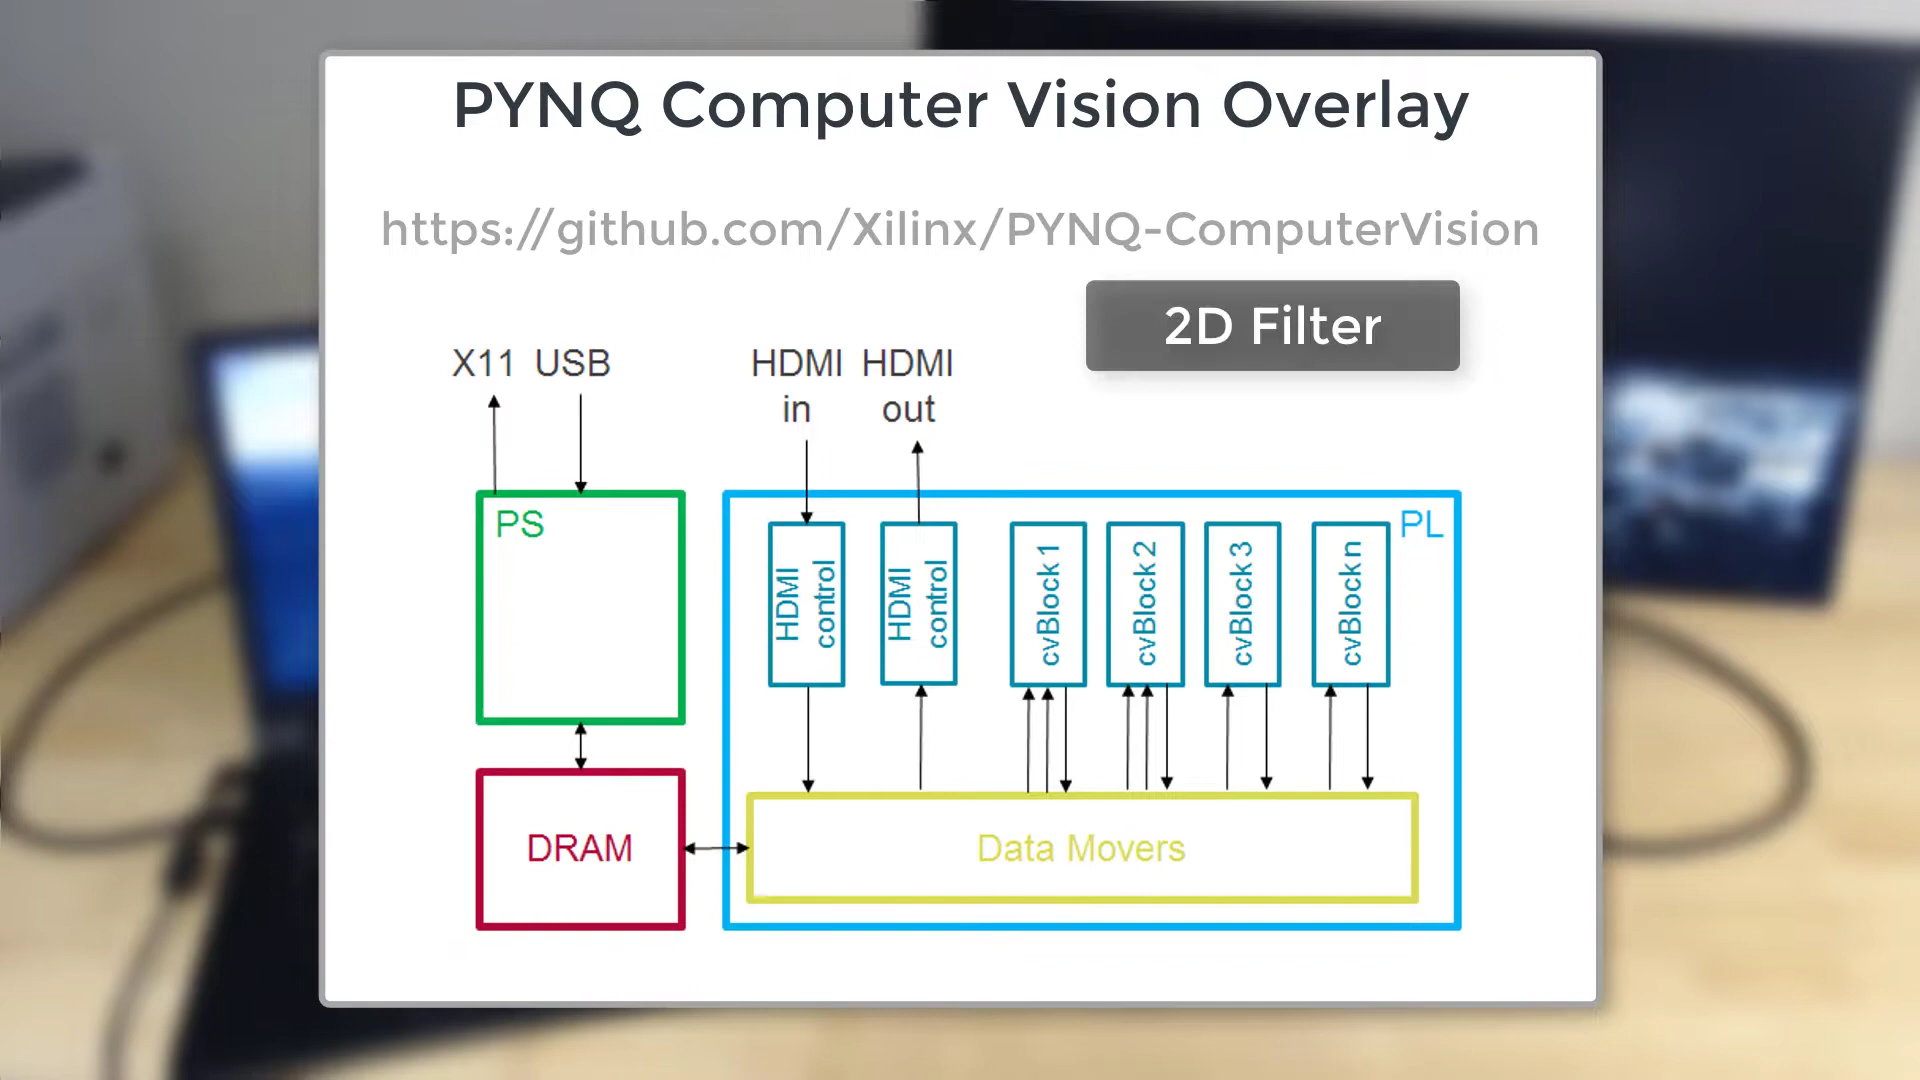 PYNQ Computer Vision Overlay
https://github.com/Xilinx/PYNQ-ComputerVision
2D Filter
X11 USB
HDMI in
HDMI out
PS
PL
HDMI control
HDMI control
cvBlock 1
cvBlock 2
cvBlock 3
cvBlock n
DRAM
Data Movers